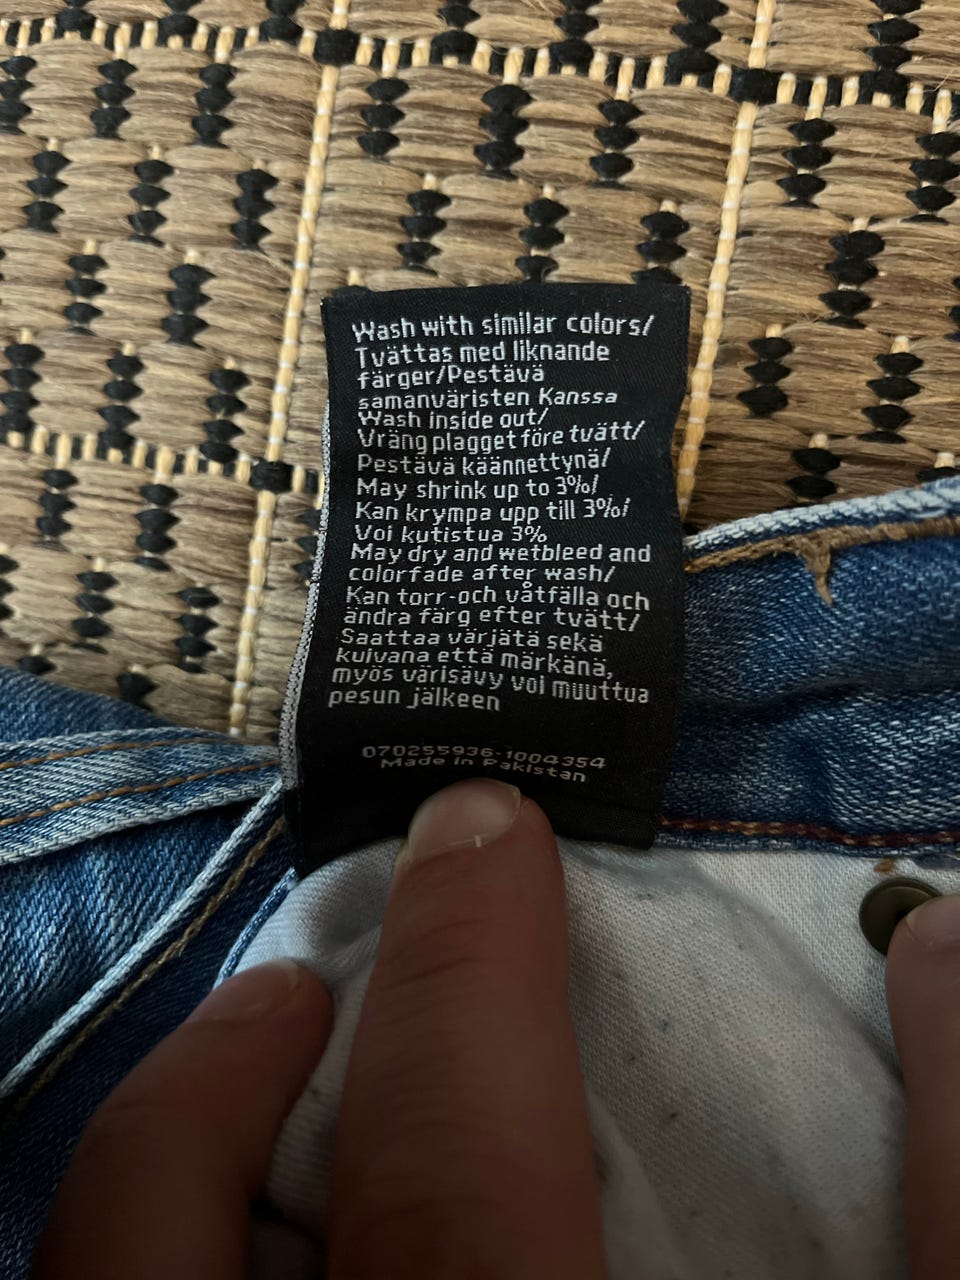 Wash with similar colors/
Tvättas med liknande
färger/Pestävä
samanväristen Kanssa
Wash inside out/
Vräng plagget före tvätt/
Pestävä käännettynä/
May shrink up to 3%/
Kan krympa upp till 3%/
Voi kutistua 3%
May dry and wetbleed and
colorfade after wash/
Kan torr-och våtfälla och
ändra färg efter tvätt/
Saattaa värjätä sekä
kuivana että märkänä,
myös värisävy voi muuttua
pesun jälkeen
070255936-1004354
Made in Pakistan